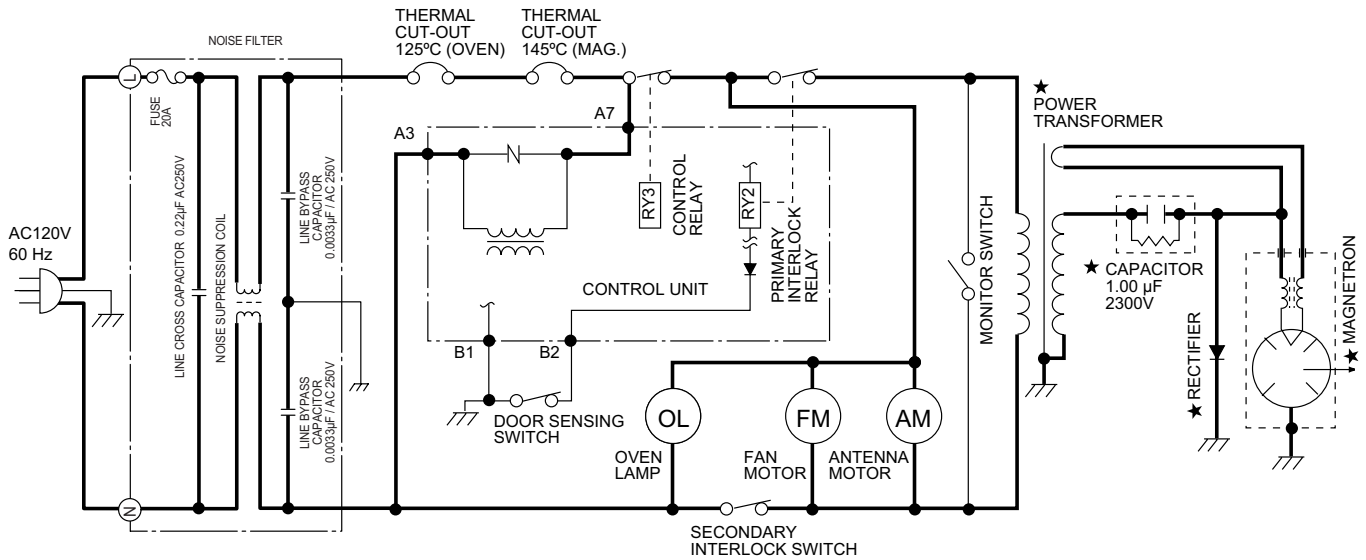 THERMAL
CUT-OUT
125ºC (OVEN)
THERMAL
CUT-OUT
145ºC (MAG.)
NOISE FILTER
L
FUSE
20A
A3
A7
★
POWER
TRANSFORMER
AC120V
60 Hz
LINE CROSS CAPACITOR 0.22µF AC250V
NOISE SUPPRESSION COIL
LINE BYPASS
CAPACITOR
0.0033µF / AC 250V
RY3
CONTROL
RELAY
RY2
PRIMARY
INTERLOCK
RELAY
CONTROL UNIT
MONITOR SWITCH
★ CAPACITOR
1.00 µF
2300V
★ RECTIFIER
★ MAGNETRON
B1
B2
LINE BYPASS
CAPACITOR
0.0033µF / AC 250V
DOOR SENSING
SWITCH
OL
FM
AM
OVEN
LAMP
FAN
MOTOR
ANTENNA
MOTOR
N
SECONDARY
INTERLOCK SWITCH